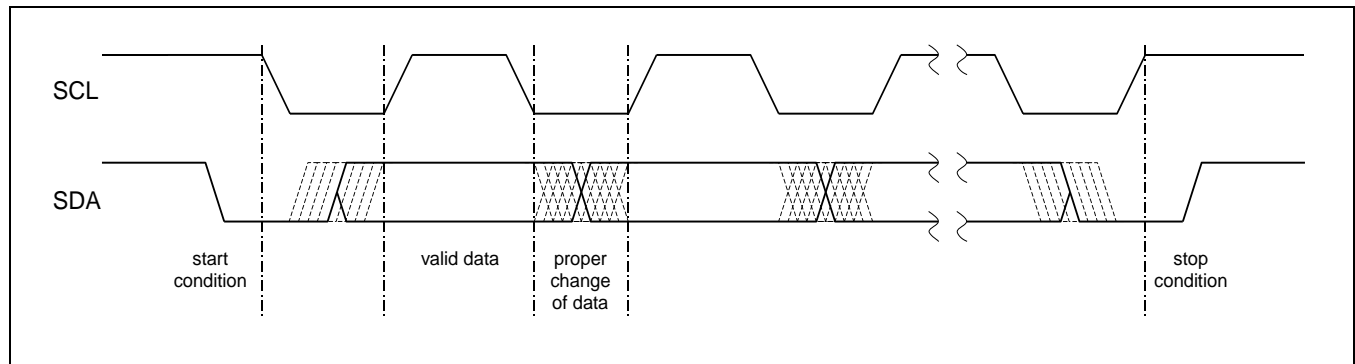 SCL
SDA
start
condition
valid data
proper
change
of data
stop
condition